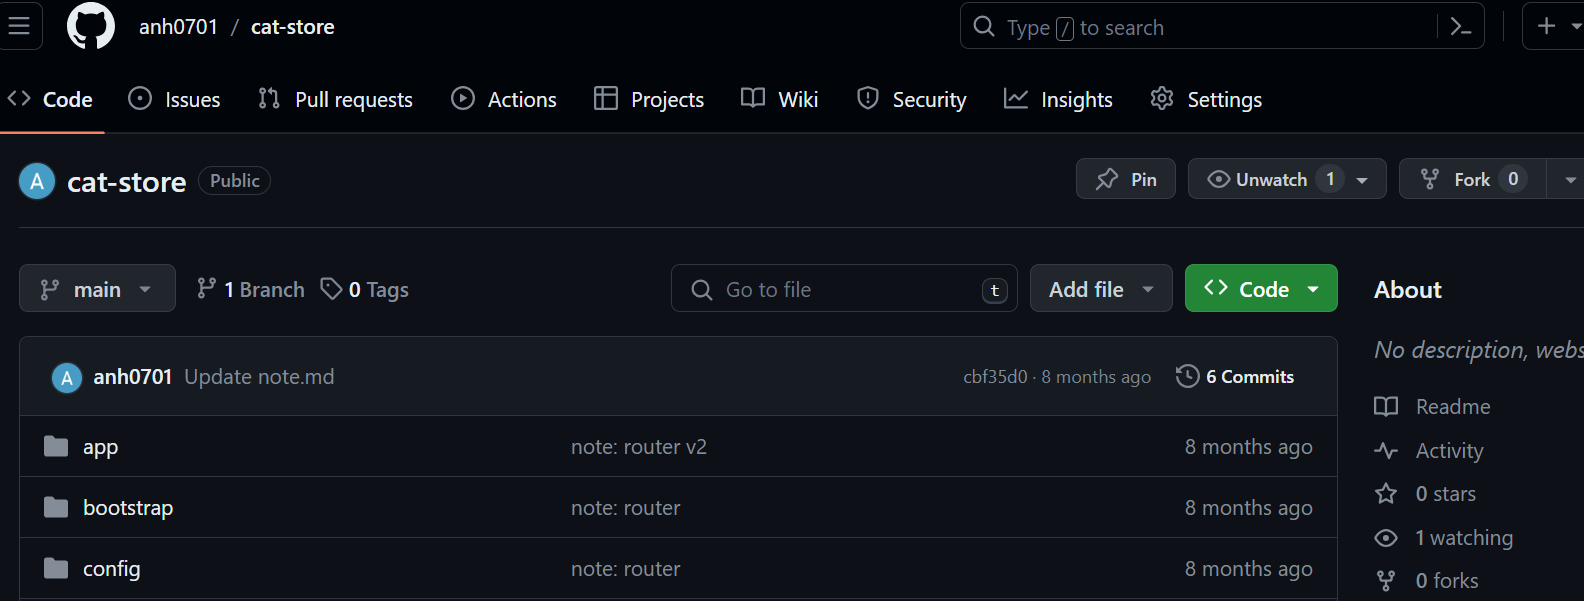 anh0701 / cat-store
Type / to search
Code Issues Pull requests Actions Projects Wiki Security Insights Settings
A cat-store Public
Pin Unwatch 1 Fork 0
main 1 Branch 0 Tags
Go to file t Add file Code
About
No description, webs
A anh0701 Update note.md cbf35d0 · 8 months ago 6 Commits
Readme
app note: router v2 8 months ago
Activity
0 stars
bootstrap note: router 8 months ago
1 watching
config note: router 8 months ago
0 forks